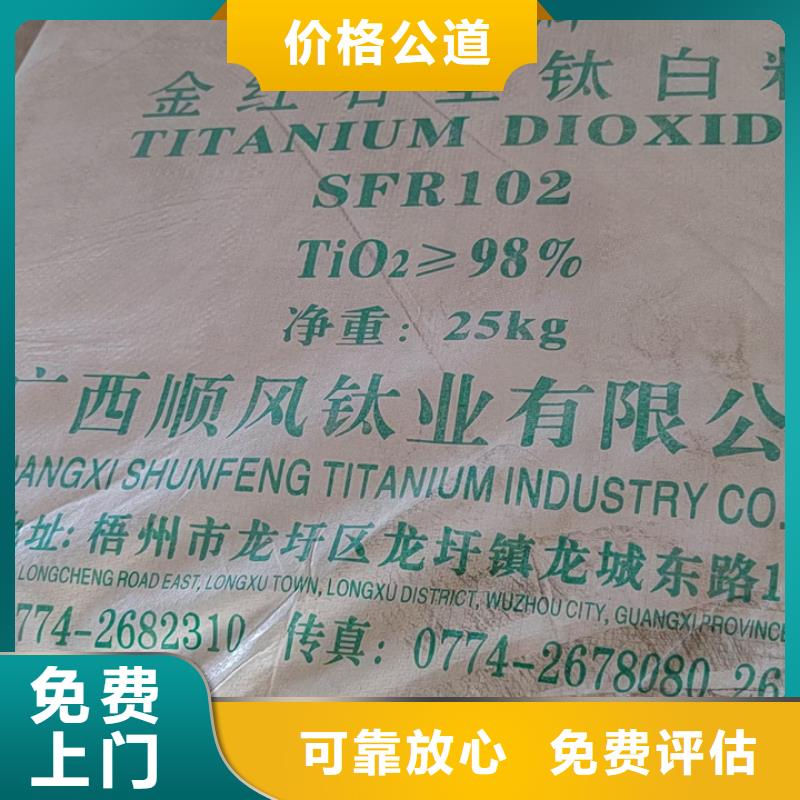 价格公道
金红石型钛白粉
TITANIUM DIOXID
SFR102
TiO2≥98%
净重：25kg
广西顺风钛业有限公
ANGXI SHUNFENG TITANIUM INDUSTRY CO.
地址：梧州市龙圩区龙圩镇龙城东路1
LONGCHENG ROAD EAST, LONGXU TOWN, LONGXU DISTRICT, WUZHOU CITY, GUANGXI PROVINCE
774-2682310 传真：0774-2678080 26
免费上门
可靠放心 免费评估